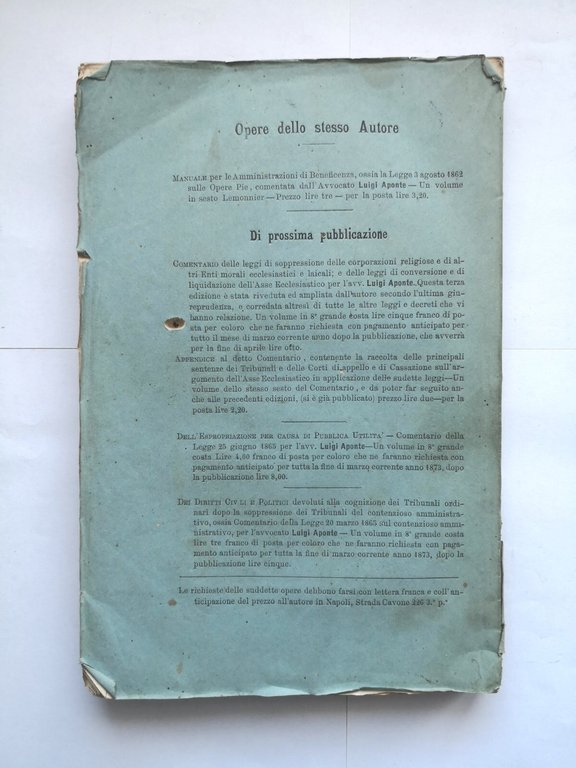 Opere dello stesso Autore
MANUALE per le Amministrazioni di Beneficenza, ossia la Legge 3 agosto 1862
sulle Opere Pie, comentata dall'Avvocato Luigi Aponte — Un volume
in sesto Lemonnier — Prezzo lire tre — per la posta lire 3,20.
Di prossima pubblicazione
COMENTARIO delle leggi di soppressione delle corporazioni religiose e di al-
tri Enti morali ecclesiastici e laicali; e delle leggi di conversione e di
liquidazione dell'Asse Ecclesiastico per l'avv. Luigi Aponte. Questa terza
edizione è stata riveduta ed ampliata dall'autore secondo l'ultima giu-
reprudenza, e corredata altresì di tutte le altre leggi e decreti che vi
hanno relazione. Un volume in 8° grande costa lire cinque franco di po-
sta per coloro che ne faranno richiesta con pagamento anticipato per
tutto il mese di marzo corrente anno dopo la pubblicazione, che avverrà
per la fine di aprile lire otto.
APPENDICE al detto Comentario, contenente la raccolta delle principali
sentenze dei Tribunali e delle Corti di appello e di Cassazione sull'ar-
gomento dell'Asse Ecclesiastico in applicazione delle sudette leggi—Un
volume dello stesso sesto del Comentario, e da poter far seguito an-
che alle precedenti edizioni, (si è già pubblicato) prezzo lire due—per la
posta lire 2,20.
DELL'ESPROPRIAZIONE PER CAUSA DI PUBBLICA UTILITA' — Comentario della
Legge 25 giugno 1865 per l'avv. Luigi Aponte—Un volume in 8° grande
costa Lire 4,60 franco di posta per coloro che ne faranno richiesta con
pagamento anticipato per tutta la fine di marzo corrente anno 1873, dopo
la pubblicazione lire 8,00.
DEI DIRITTI CIVILI E POLITICI devoluti alla cognizione dei Tribunali ordi-
nari dopo la soppressione dei Tribunali del contenzioso amministra-
tivo, ossia Comentario della Legge 20 marzo 1865 sul contenzioso ammi-
nistrativo, per l'avvocato Luigi Aponte — Un volume in 8° grande costa
lire tre franco di posta per coloro che ne faranno richiesta con paga-
mento anticipato per tutta la fine di marzo corrente anno 1873, dopo la
pubblicazione lire cinque.
Le richieste delle suddette opere debbono farsi con lettera franca e coll'an-
ticipazione del prezzo all'autore in Napoli, Strada Cavone 226 3.° p.°